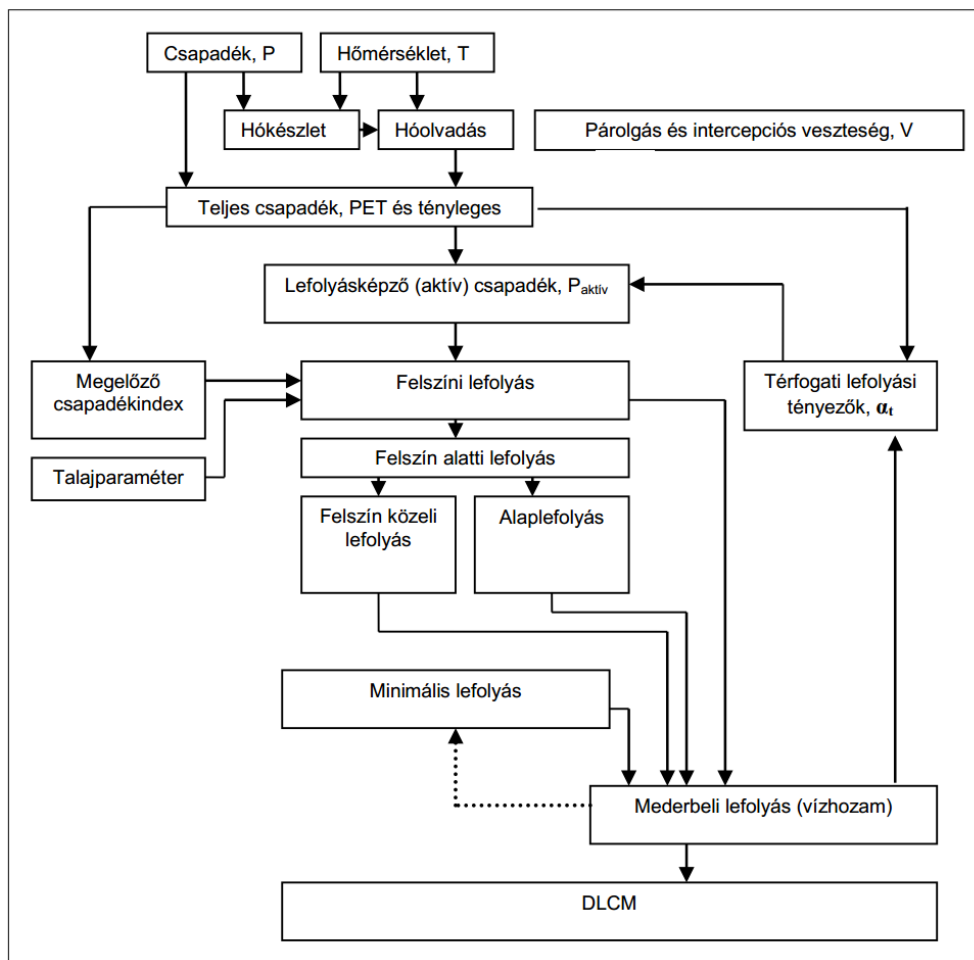 Csapadék, P
Hőmérséklet, T
Hókészlet
Hóolvadás
Párolgás és intercepciós veszteség, V
Teljes csapadék, PET és tényleges
Lefolyásképző (aktív) csapadék, Paktív
Megelőző
csapadékindex
Felszíni lefolyás
Térfogati lefolyási
tényezők, αt
Talajparaméter
Felszín alatti lefolyás
Felszín közeli
lefolyás
Alaplefolyás
Minimális lefolyás
Mederbeli lefolyás (vízhozam)
DLCM